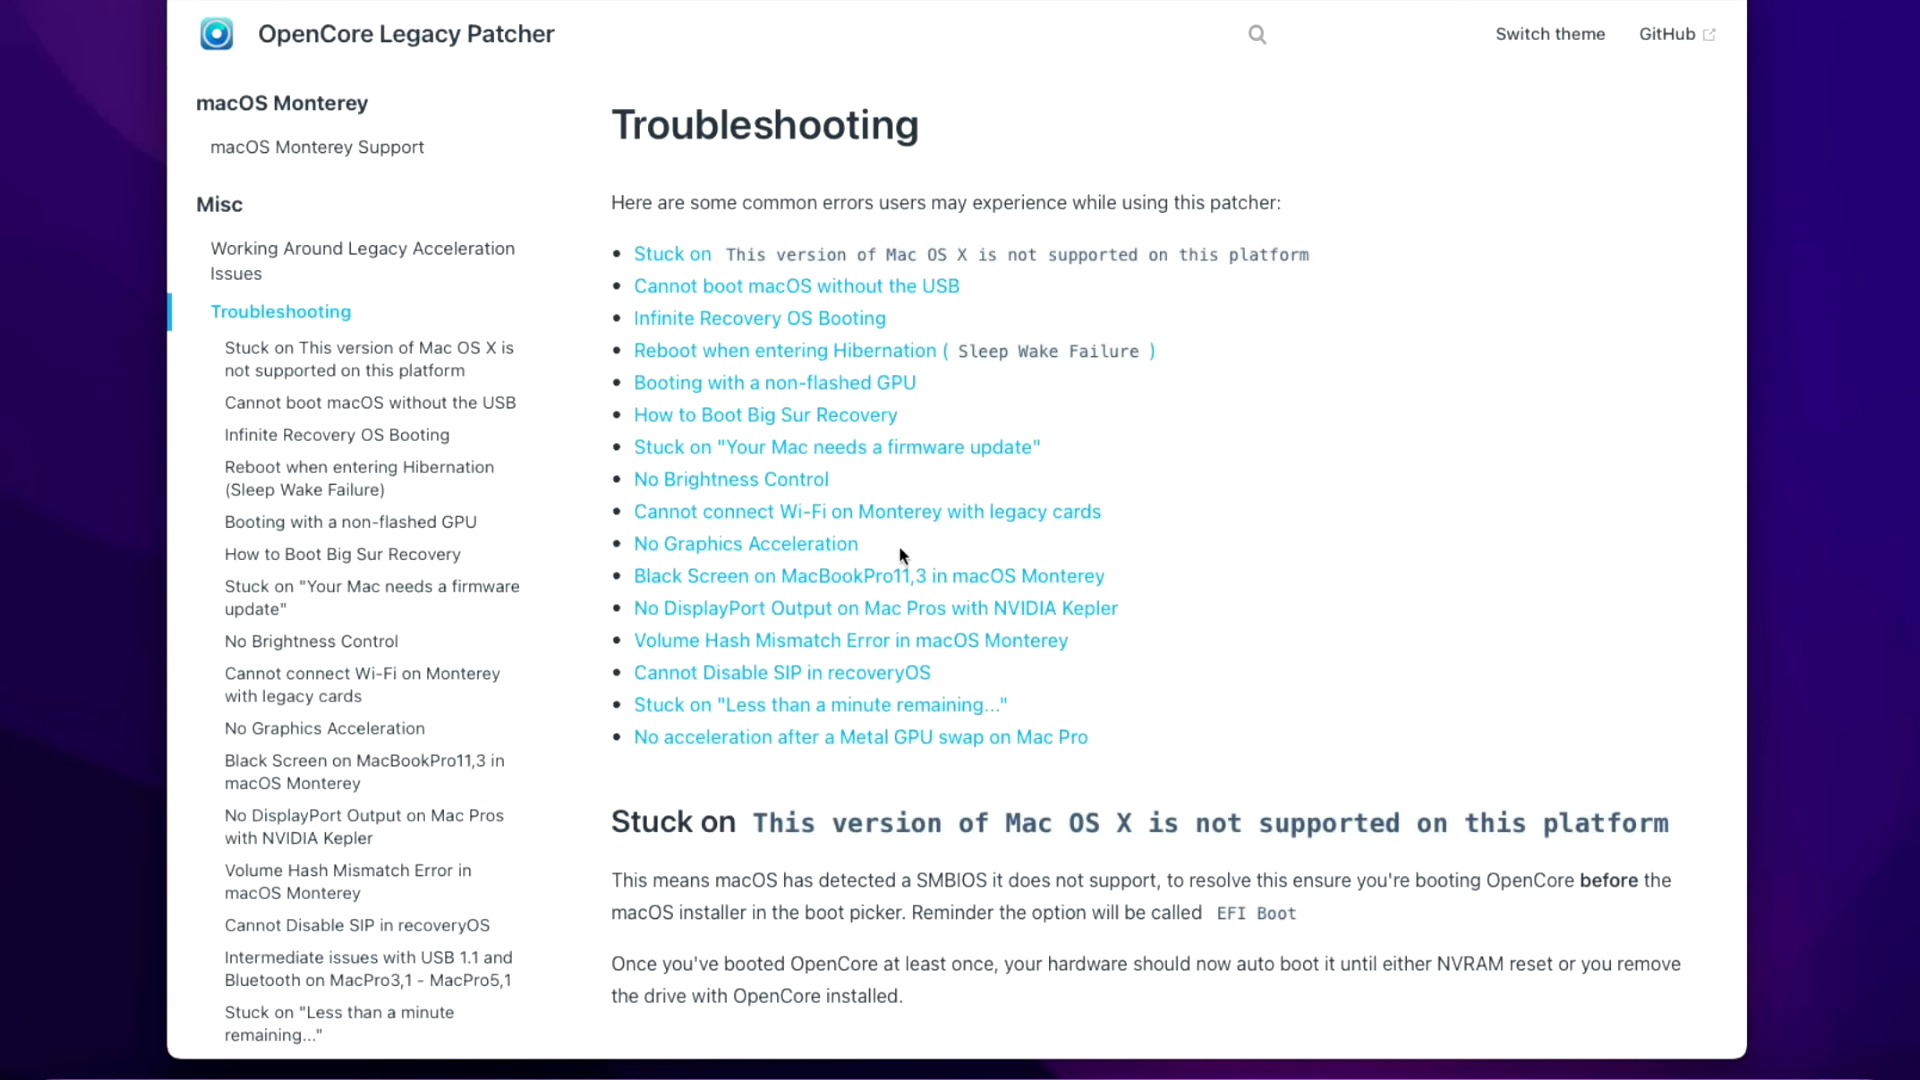 OpenCore Legacy Patcher
Switch theme
GitHub
macOS Monterey
macOS Monterey Support
Misc
Working Around Legacy Acceleration
Issues
Troubleshooting
Stuck on This version of Mac OS X is
not supported on this platform
Cannot boot macOS without the USB
Infinite Recovery OS Booting
Reboot when entering Hibernation
(Sleep Wake Failure)
Booting with a non-flashed GPU
How to Boot Big Sur Recovery
Stuck on "Your Mac needs a firmware
update"
No Brightness Control
Cannot connect Wi-Fi on Monterey
with legacy cards
No Graphics Acceleration
Black Screen on MacBookPro11,3 in
macOS Monterey
No DisplayPort Output on Mac Pros
with NVIDIA Kepler
Volume Hash Mismatch Error in
macOS Monterey
Cannot Disable SIP in recoveryOS
Intermediate issues with USB 1.1 and
Bluetooth on MacPro3,1 - MacPro5,1
Stuck on "Less than a minute
remaining..."
Troubleshooting
Here are some common errors users may experience while using this patcher:
• Stuck on This version of Mac OS X is not supported on this platform
• Cannot boot macOS without the USB
• Infinite Recovery OS Booting
• Reboot when entering Hibernation ( Sleep Wake Failure )
• Booting with a non-flashed GPU
• How to Boot Big Sur Recovery
• Stuck on "Your Mac needs a firmware update"
• No Brightness Control
• Cannot connect Wi-Fi on Monterey with legacy cards
• No Graphics Acceleration
• Black Screen on MacBookPro11,3 in macOS Monterey
• No DisplayPort Output on Mac Pros with NVIDIA Kepler
• Volume Hash Mismatch Error in macOS Monterey
• Cannot Disable SIP in recoveryOS
• Stuck on "Less than a minute remaining..."
• No acceleration after a Metal GPU swap on Mac Pro
Stuck on This version of Mac OS X is not supported on this platform
This means macOS has detected a SMBIOS it does not support, to resolve this ensure you're booting OpenCore before the
macOS installer in the boot picker. Reminder the option will be called EFI Boot
Once you've booted OpenCore at least once, your hardware should now auto boot it until either NVRAM reset or you remove
the drive with OpenCore installed.